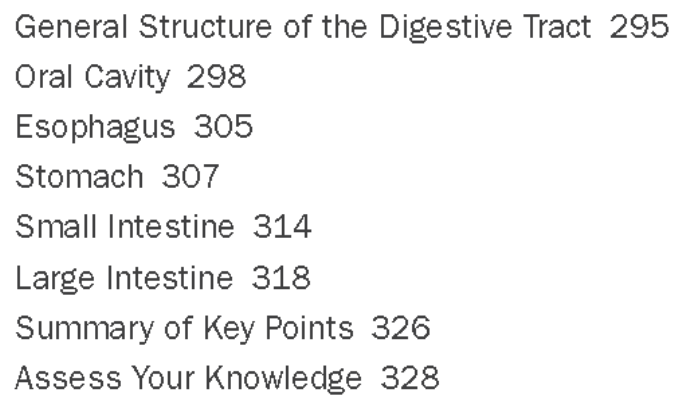 General Structure of the Digestive Tract 295
Oral Cavity 298
Esophagus 305
Stomach 307
Small Intestine 314
Large Intestine 318
Summary of Key Points 326
Assess Your Knowledge 328